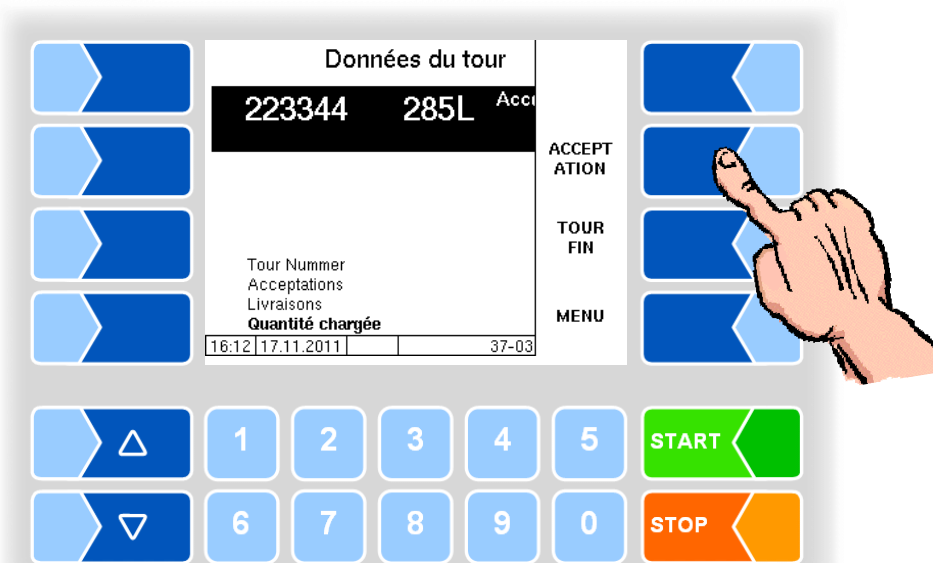 Données du tour
223344 285L Acc
ACCEPT
ATION
TOUR
FIN
Tour Nummer
Acceptations
Livraisons
Quantité chargée
MENU
16:12 17.11.2011 37-03
1 2 3 4 5 START
6 7 8 9 0 STOP